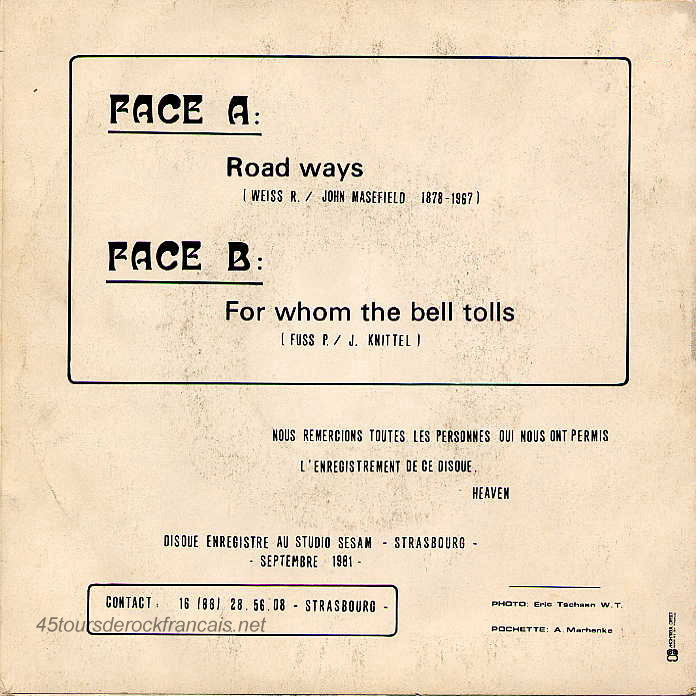 FACE A:
Road ways
( WEISS R. / JOHN MASEFIELD 1878-1967 )
FACE B:
For whom the bell tolls
( FUSS P. / J. KNITTEL )
NOUS REMERCIONS TOUTES LES PERSONNES QUI NOUS ONT PERMIS
L'ENREGISTREMENT DE CE DISQUE.
HEAVEN
DISQUE ENREGISTRE AU STUDIO SESAM - STRASBOURG -
- SEPTEMBRE 1981 -
CONTACT: 16 (88) 28.56.08 - STRASBOURG -
PHOTO: Eric Tschaen W.T.
POCHETTE: A. Marhenke
45toursderockfrancais.net